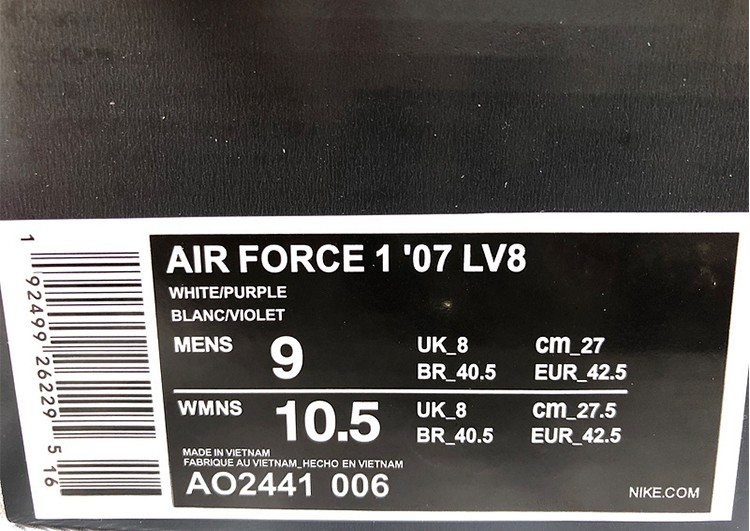 AIR FORCE 1 '07 LV8
WHITE/PURPLE
BLANC/VIOLET
MENS 9 UK_8 cm_27
BR_40.5 EUR_42.5
WMNS 10.5 UK_8 cm_27.5
BR_40.5 EUR_42.5
MADE IN VIETNAM
FABRIQUE AU VIETNAM_HECHO EN VIETNAM
AO2441 006 NIKE.COM
1 92499 26229 5 16